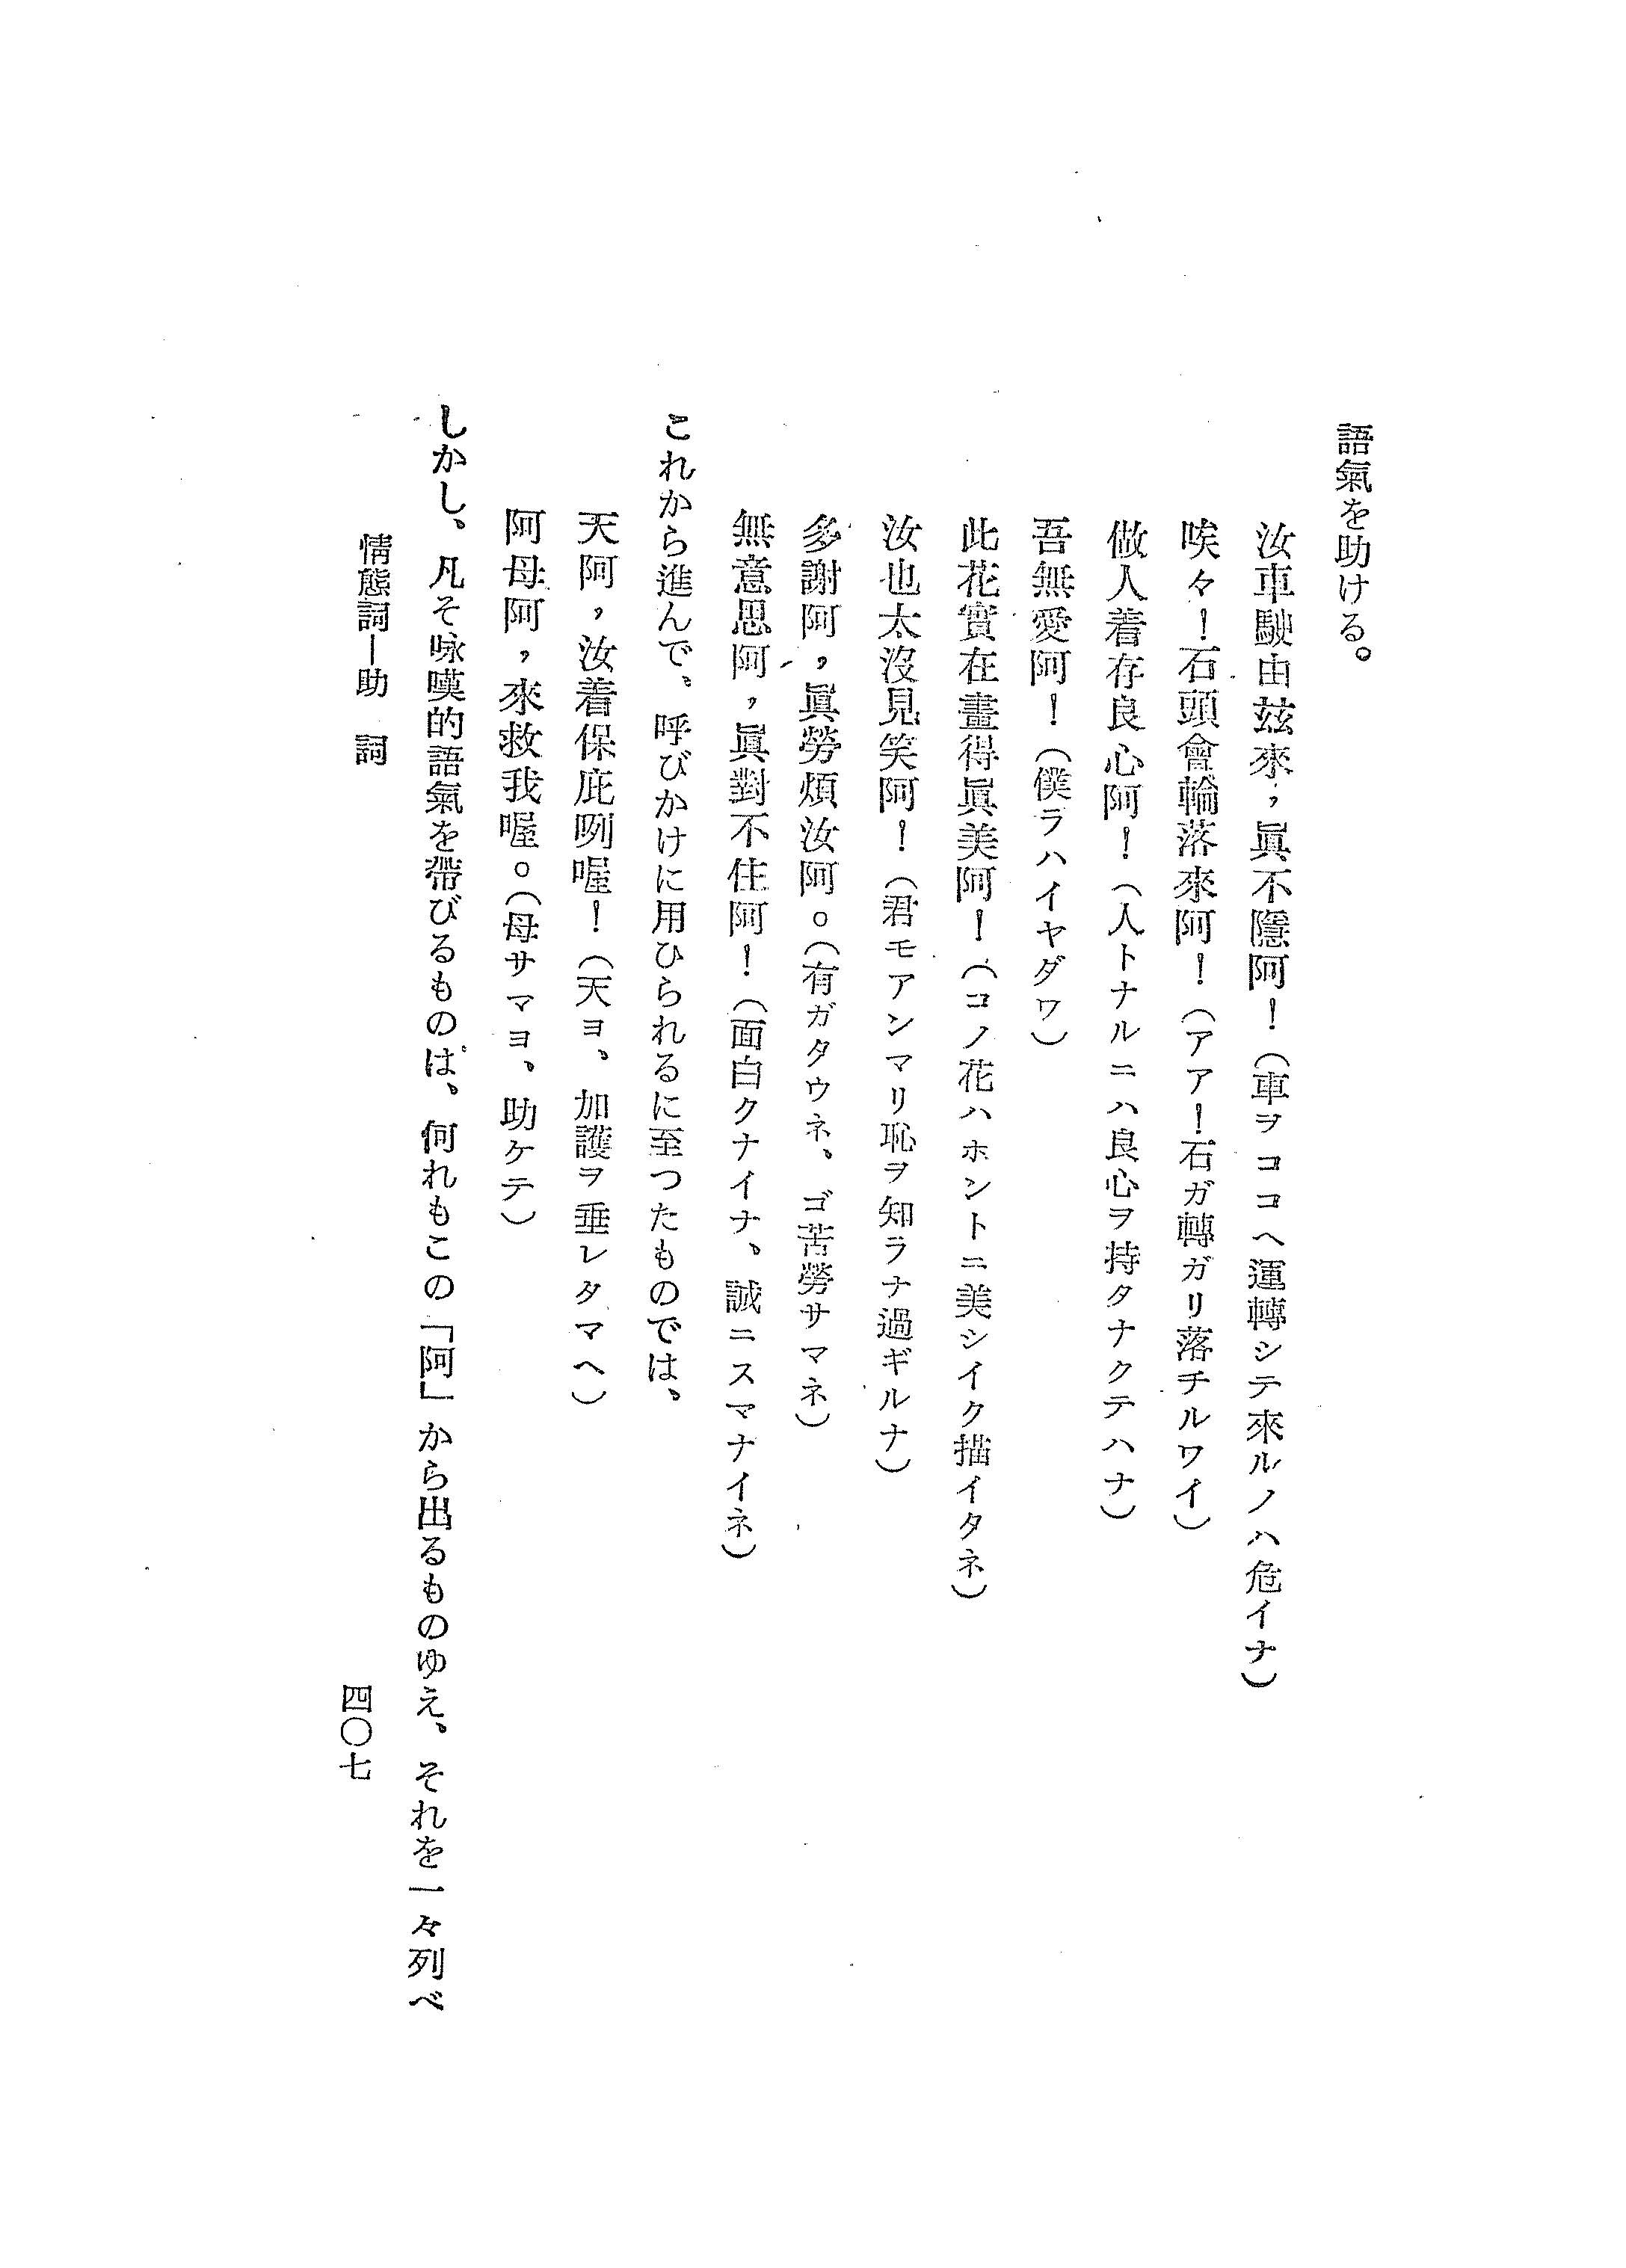 語氣を助ける。
汝車駛由玆來，眞不隱阿！（車ヲココヘ運轉シテ來ルノハ危イナ）
唉々！石頭會輪落來阿！（アア！石ガ轉ガリ落チルワイ）
做人着存良心阿！（人トナルニハ良心ヲ持タナクテハナ）
吾無愛阿！（僕ラハイヤダワ）
此花實在畫得眞美阿！（コノ花ハホントニ美シイク描イタネ）
汝也太沒見笑阿！（君モアンマリ恥ヲ知ラナ過ギルナ）
多謝阿，眞勞煩汝阿。（有ガタウネ、ゴ苦勞サマネ）
無意思阿，眞對不住阿！（面白クナイナ、誠ニスマナイネ）
これから進んで、呼びかけに用ひられるに至つたものでは、
天阿，汝着保庇咧喔！（天ヨ、加護ヲ垂レタマヘ）
阿母阿，來救我喔。（母サマヨ、助ケテ）
しかし、凡そ咏嘆的語氣を帶びるものは、何れもこの「阿」から出るものゆえ、それを一々列べ
情態詞―助　詞
四〇七